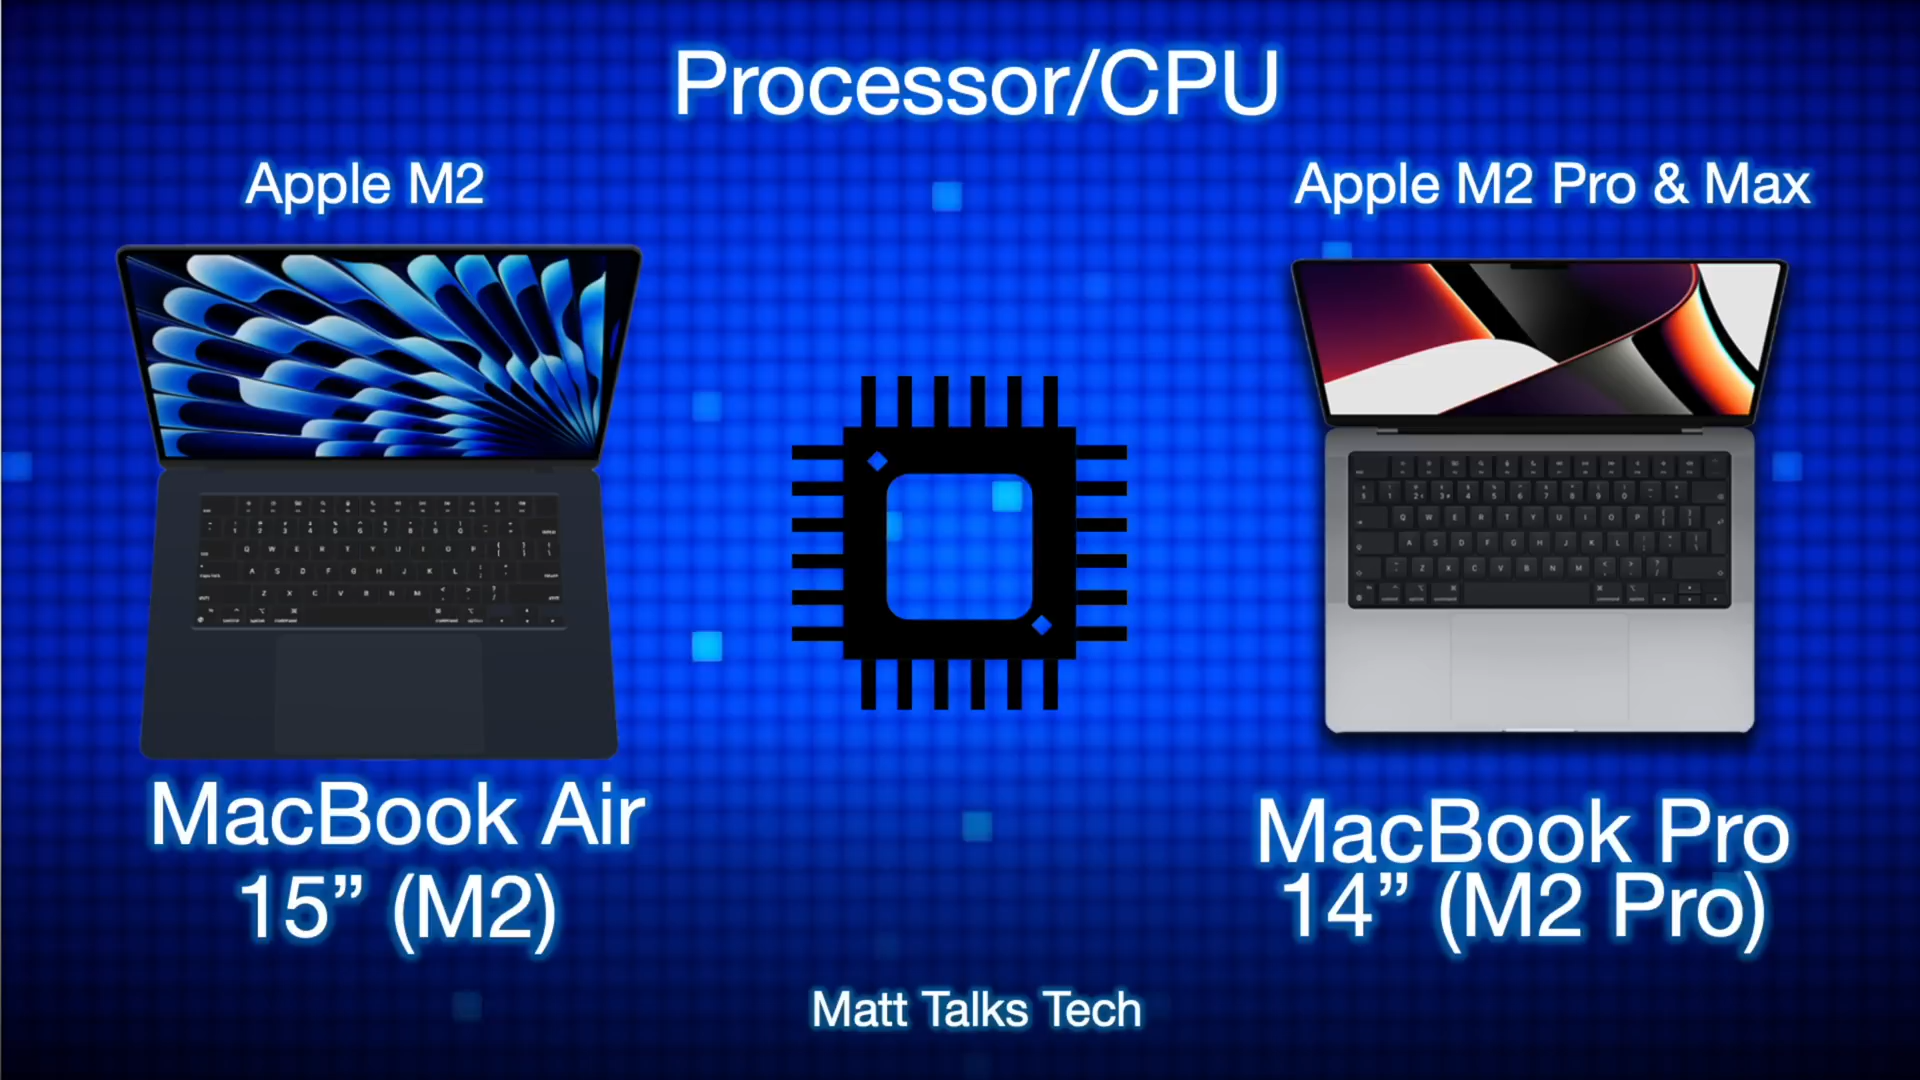 Processor/CPU
Apple M2
Apple M2 Pro & Max
MacBook Air
15” (M2)
MacBook Pro
14” (M2 Pro)
Matt Talks Tech